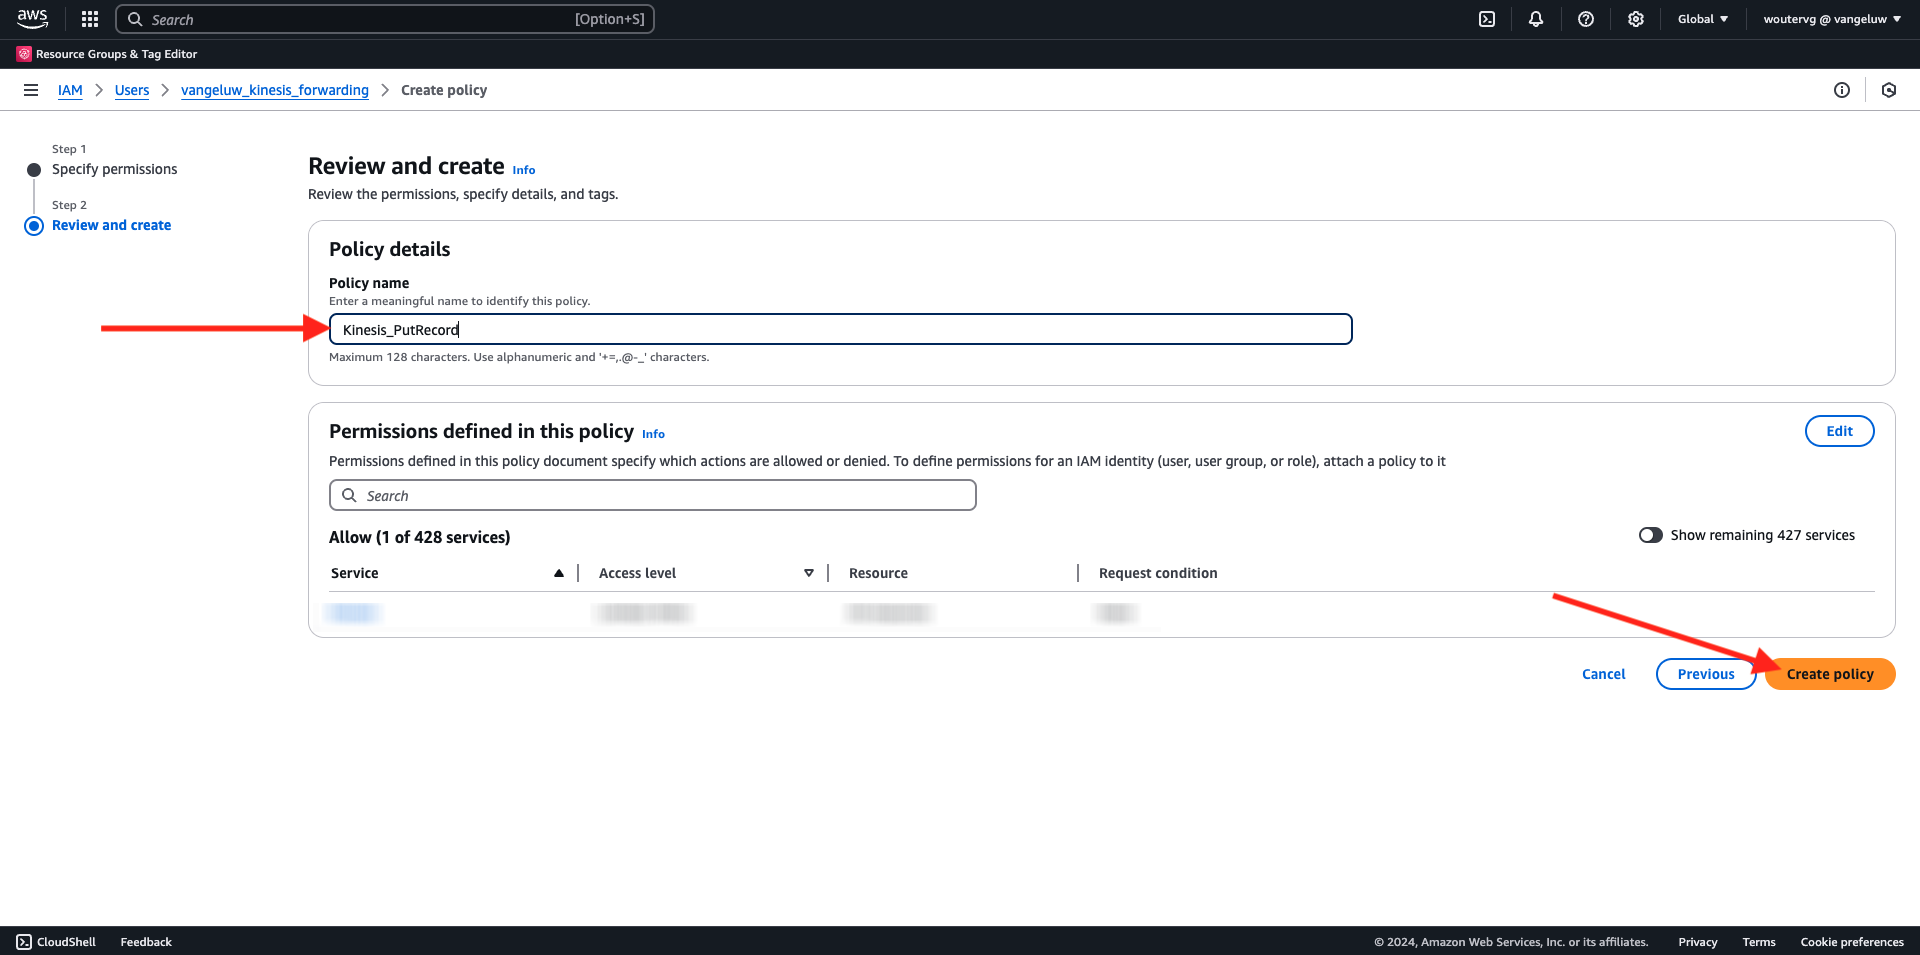 aws
Search
[Option+S]
Global
woutervg @ vangeluw
Resource Groups & Tag Editor
IAM
Users
vangeluw_kinesis_forwarding
Create policy
Step 1
Specify permissions
Step 2
Review and create
Review and create
Info
Review the permissions, specify details, and tags.
Policy details
Policy name
Enter a meaningful name to identify this policy.
Kinesis_PutRecord
Maximum 128 characters. Use alphanumeric and '+=,.@-_' characters.
Permissions defined in this policy
Info
Edit
Permissions defined in this policy document specify which actions are allowed or denied. To define permissions for an IAM identity (user, user group, or role), attach a policy to it
Search
Allow (1 of 428 services)
Show remaining 427 services
Service
Access level
Resource
Request condition
Cancel
Previous
Create policy
CloudShell
Feedback
© 2024, Amazon Web Services, Inc. or its affiliates.
Privacy
Terms
Cookie preferences